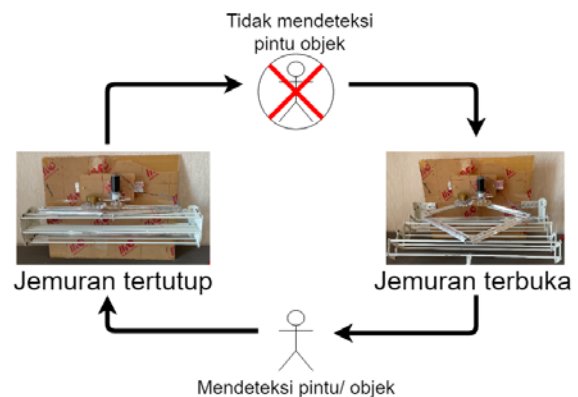 Tidak mendeteksi
pintu objek
Jemuran tertutup
Jemuran terbuka
Mendeteksi pintu/ objek